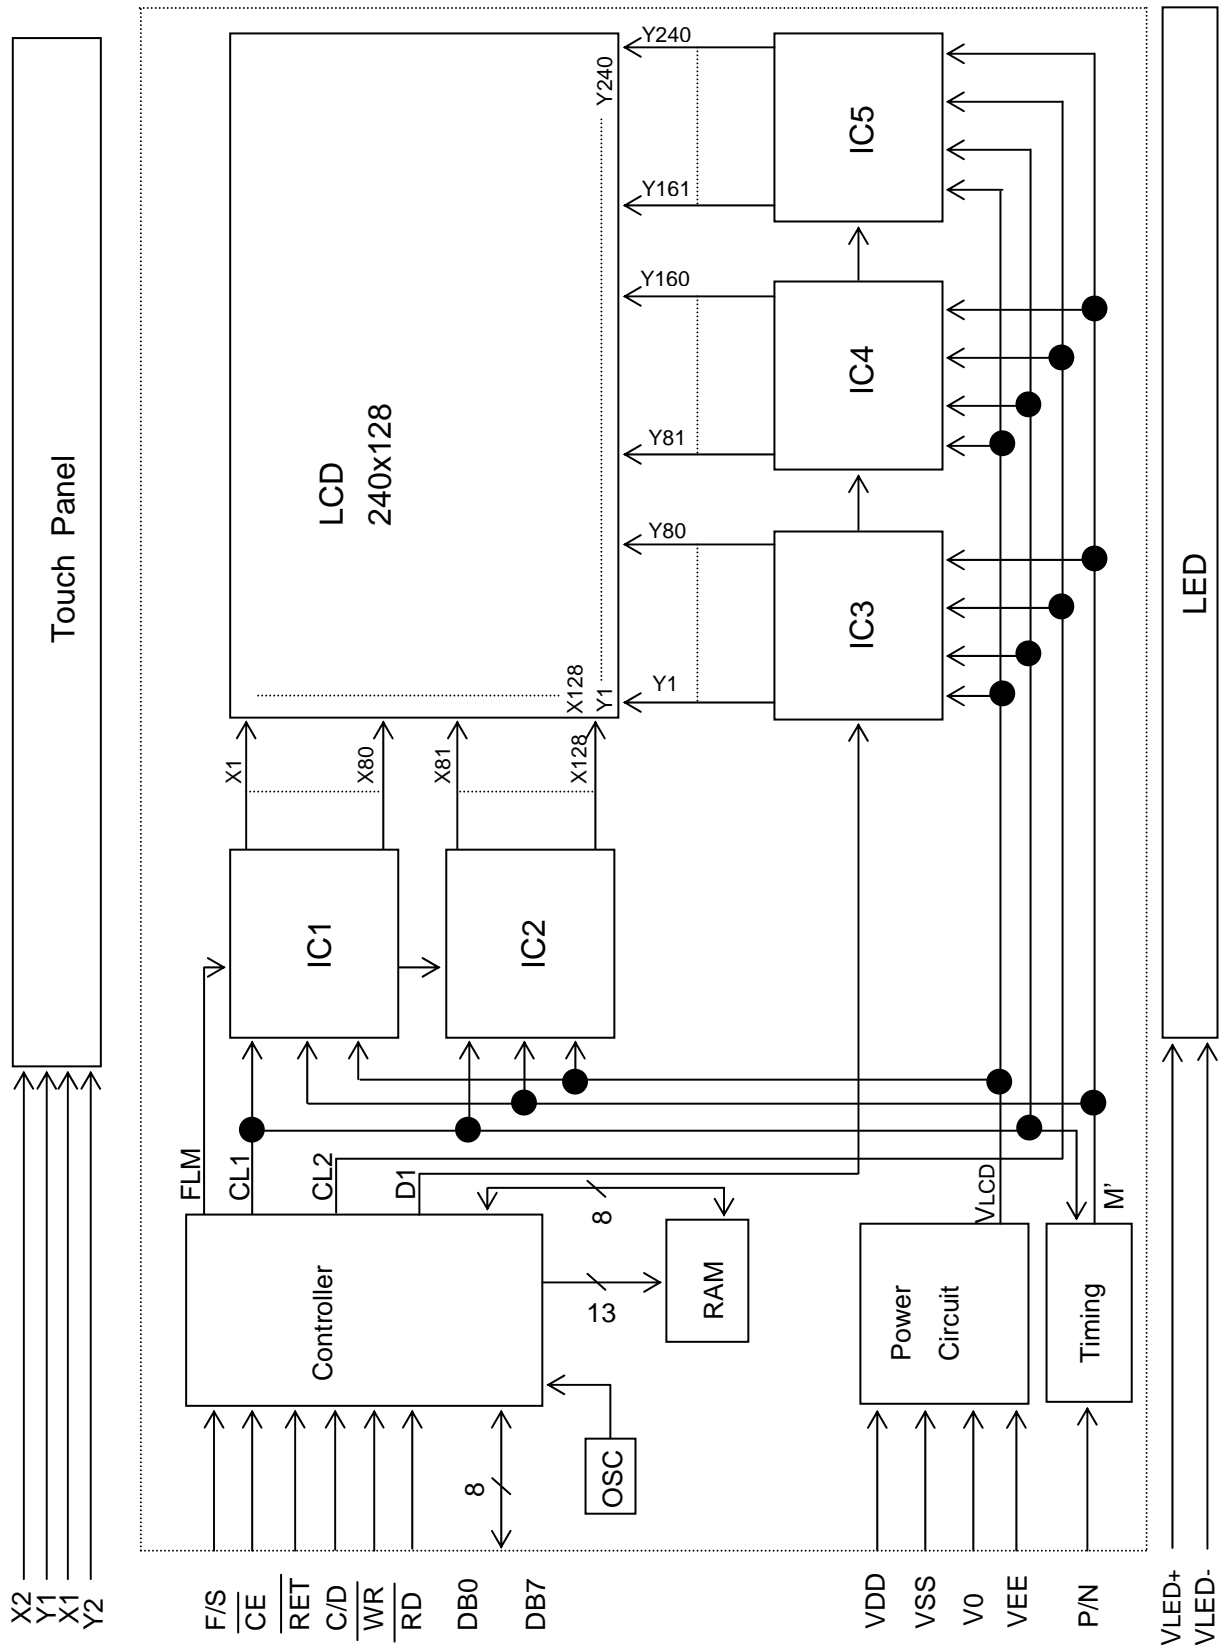 Touch Panel
X2
Y1
X1
Y2
LCD
240x128
X128
Y1
Y240
X1
X80
X81
X128
Y1
Y80
Y81
Y160
Y161
Y240
IC1
IC2
IC3
IC4
IC5
FLM
CL1
CL2
D1
Controller
8
13
RAM
OSC
8
F/S
CE
RET
C/D
WR
RD
DB0
DB7
Power
Circuit
VLCD
Timing
M'
VDD
VSS
V0
VEE
P/N
LED
VLED+
VLED-